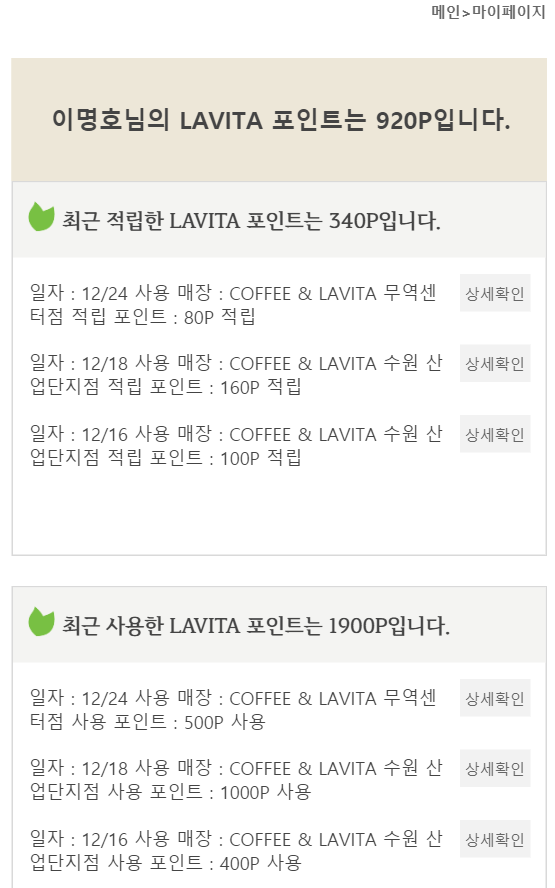 메인>마이페이지
이명호님의 LAVITA 포인트는 920P입니다.
최근 적립한 LAVITA 포인트는 340P입니다.
일자 : 12/24 사용 매장 : COFFEE & LAVITA 무역센
터점 적립 포인트 : 80P 적립
상세확인
일자 : 12/18 사용 매장 : COFFEE & LAVITA 수원 산
업단지점 적립 포인트 : 160P 적립
상세확인
일자 : 12/16 사용 매장 : COFFEE & LAVITA 수원 산
업단지점 적립 포인트 : 100P 적립
상세확인
최근 사용한 LAVITA 포인트는 1900P입니다.
일자 : 12/24 사용 매장 : COFFEE & LAVITA 무역센
터점 사용 포인트 : 500P 사용
상세확인
일자 : 12/18 사용 매장 : COFFEE & LAVITA 수원 산
업단지점 사용 포인트 : 1000P 사용
상세확인
일자 : 12/16 사용 매장 : COFFEE & LAVITA 수원 산
업단지점 사용 포인트 : 400P 사용
상세확인